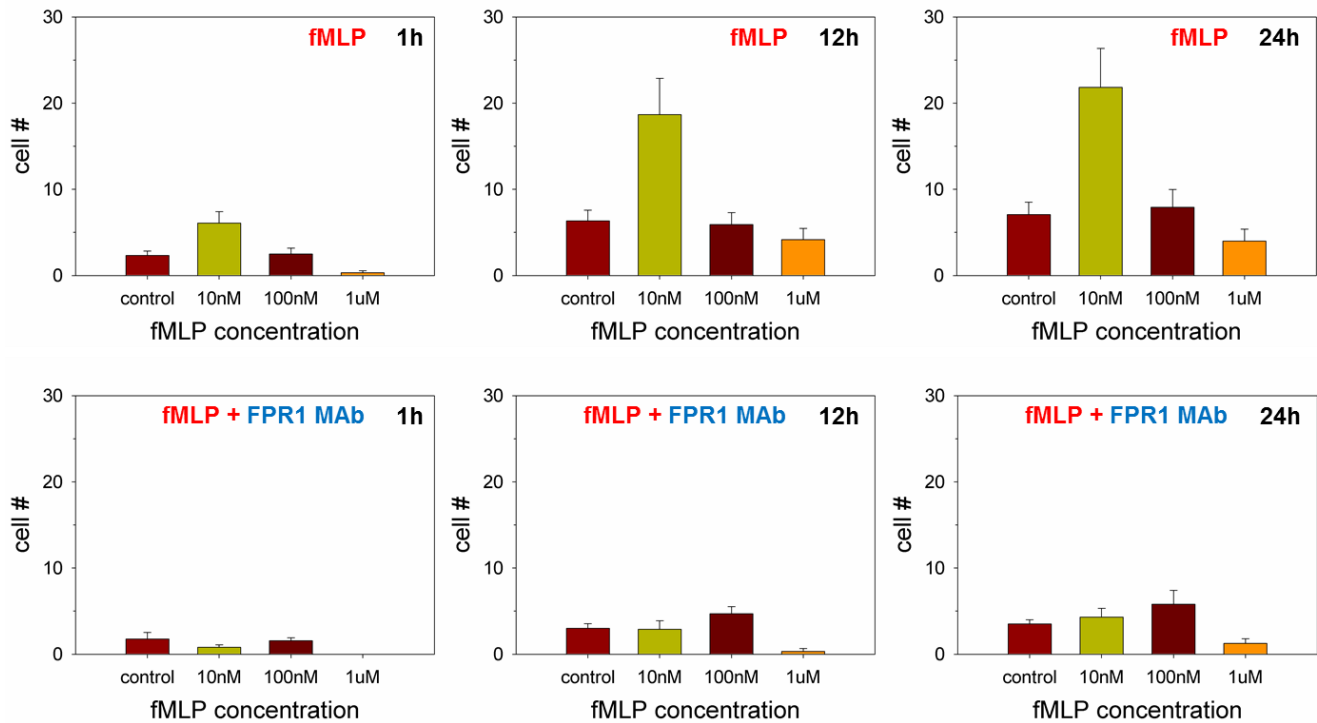 fMLP 1h
30
20
10
0
cell #
control 10nM 100nM 1uM
fMLP concentration
fMLP 12h
30
20
10
0
cell #
control 10nM 100nM 1uM
fMLP concentration
fMLP 24h
30
20
10
0
cell #
control 10nM 100nM 1uM
fMLP concentration
fMLP + FPR1 MAb 1h
30
20
10
0
cell #
control 10nM 100nM 1uM
fMLP concentration
fMLP + FPR1 MAb 12h
30
20
10
0
cell #
control 10nM 100nM 1uM
fMLP concentration
fMLP + FPR1 MAb 24h
30
20
10
0
cell #
control 10nM 100nM 1uM
fMLP concentration